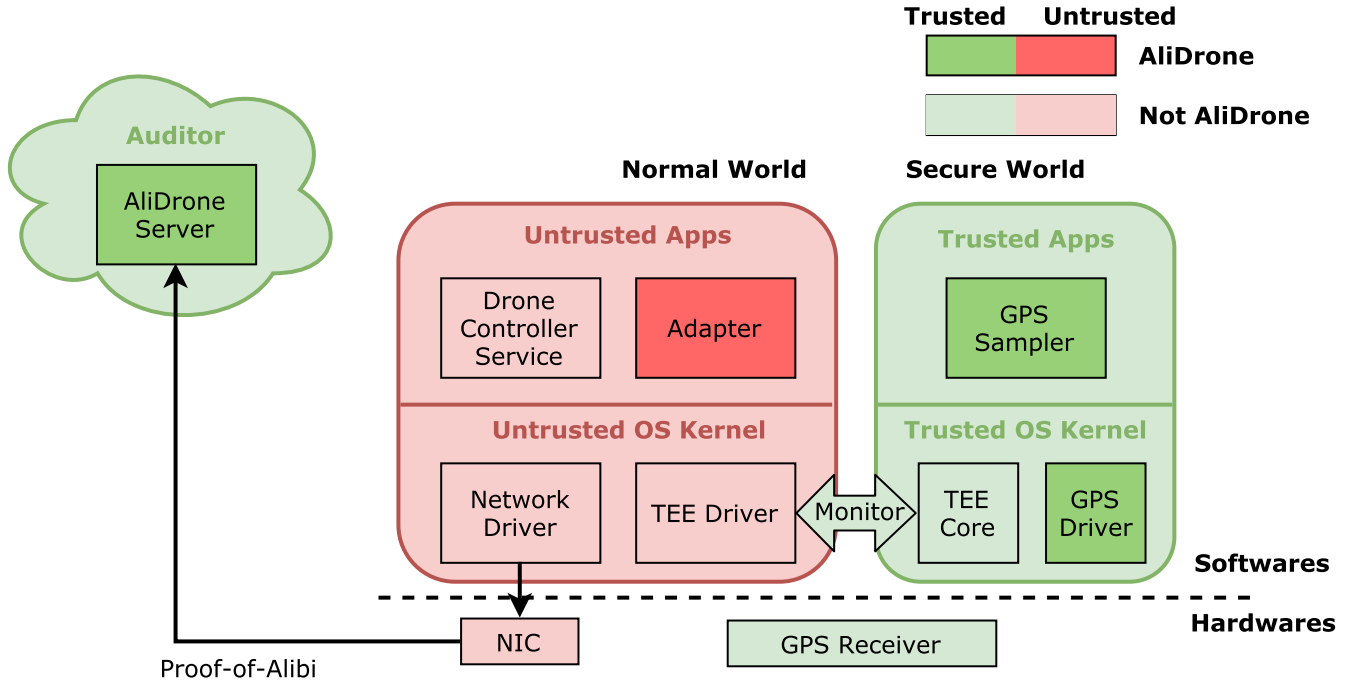 Trusted Untrusted
AliDrone
Not AliDrone
Auditor
AliDrone
Server
Normal World
Secure World
Untrusted Apps
Drone
Controller
Service
Adapter
Untrusted OS Kernel
Network
Driver
TEE Driver
Monitor
Trusted Apps
GPS
Sampler
Trusted OS Kernel
TEE
Core
GPS
Driver
Softwares
Hardwares
NIC
GPS Receiver
Proof-of-Alibi